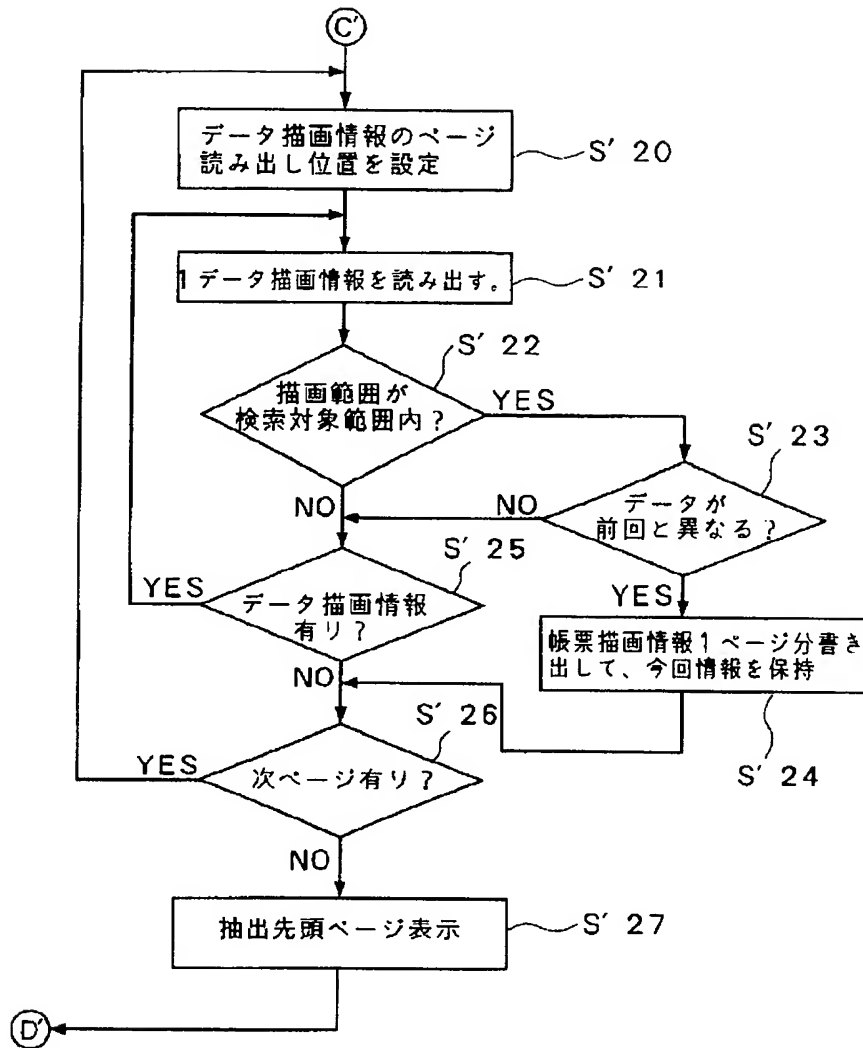 C'
データ描画情報のページ
読み出し位置を設定
S' 20
1データ描画情報を読み出す。
S' 21
S' 22
描画範囲が
検索対象範囲内?
YES
S' 23
NO
NO
データが
前回と異なる?
S' 25
YES
YES
データ描画情報
有り?
帳票描画情報1ページ分書き
出して、今回情報を保持
NO
S' 26
S' 24
YES
次ページ有り?
NO
抽出先頭ページ表示
S' 27
D'